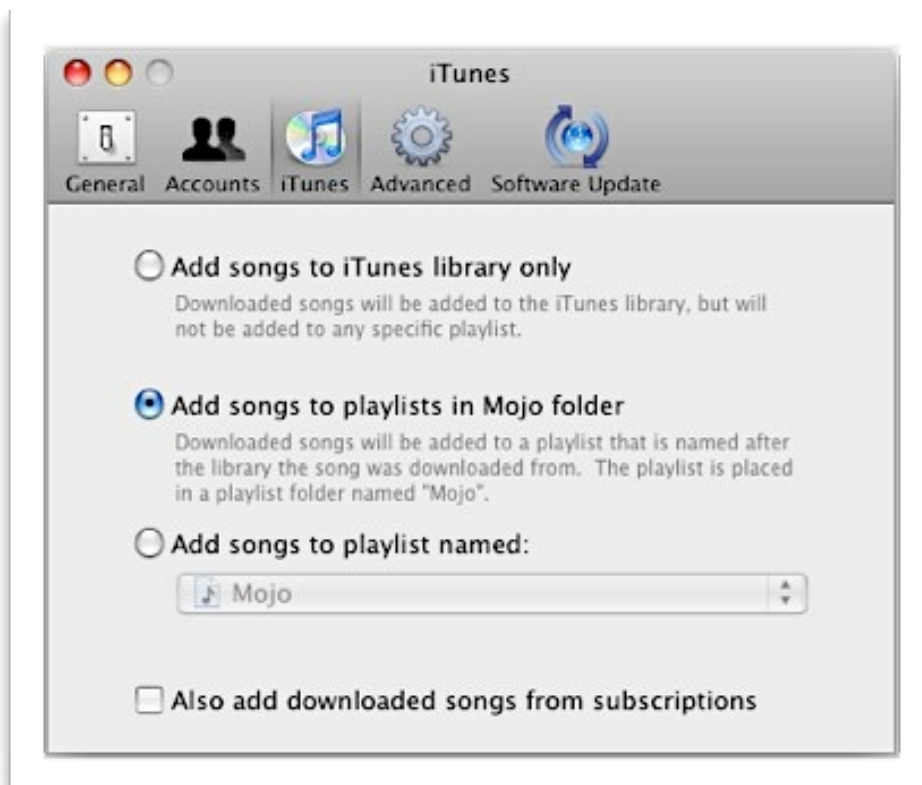 iTunes
General Accounts iTunes Advanced Software Update
Add songs to iTunes library only
Downloaded songs will be added to the iTunes library, but will
not be added to any specific playlist.
Add songs to playlists in Mojo folder
Downloaded songs will be added to a playlist that is named after
the library the song was downloaded from. The playlist is placed
in a playlist folder named "Mojo".
Add songs to playlist named:
Mojo
Also add downloaded songs from subscriptions